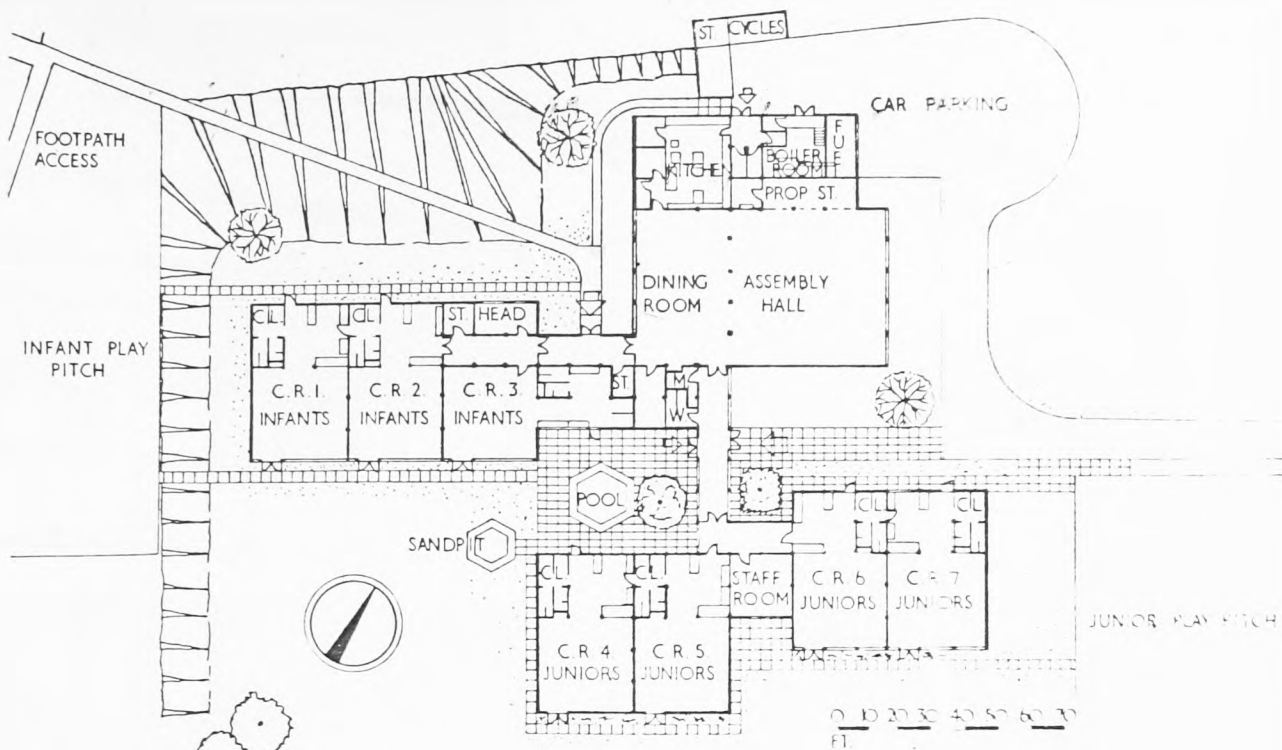 ST. CYCLES
CAR PARKING
FOOTPATH
ACCESS
KITCHEN
BOILER
ROOM
FUEL
PROP ST.
DINING
ROOM
ASSEMBLY
HALL
INFANT PLAY
PITCH
CL.
CL.
ST.
HEAD
C.R.1.
INFANTS
C.R.2.
INFANTS
C.R.3.
INFANTS
ST.
M
W
POOL
SANDPIT
CL.
CL.
STAFF
ROOM
CL.
CL.
C.R.6
JUNIORS
C.R.7
JUNIORS
C.R.4
JUNIORS
C.R.5
JUNIORS
JUNIOR PLAY PITCH
0 10 20 30 40 50 60 70
FT.